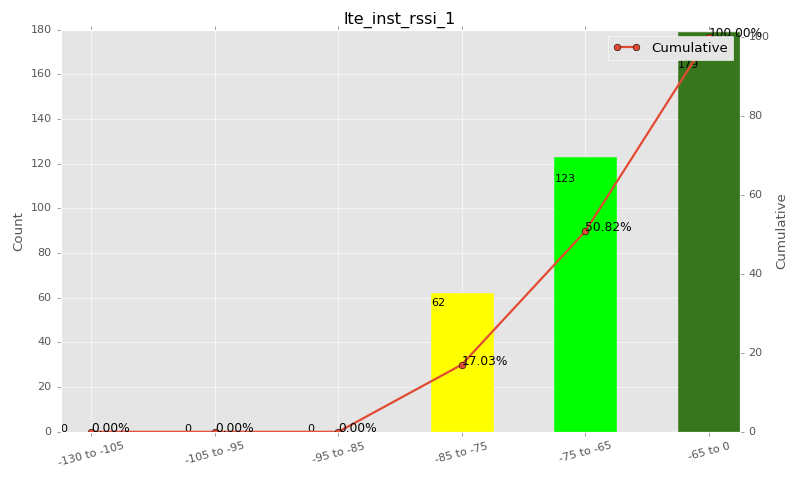 lte_inst_rssi_1
180
160
140
120
100
80
60
40
20
0
Count
100
80
60
40
20
0
Cumulative
Cumulative
0
0.00%
0
0.00%
0
0.00%
62
17.03%
123
50.82%
179
100.00%
-130 to -105
-105 to -95
-95 to -85
-85 to -75
-75 to -65
-65 to 0